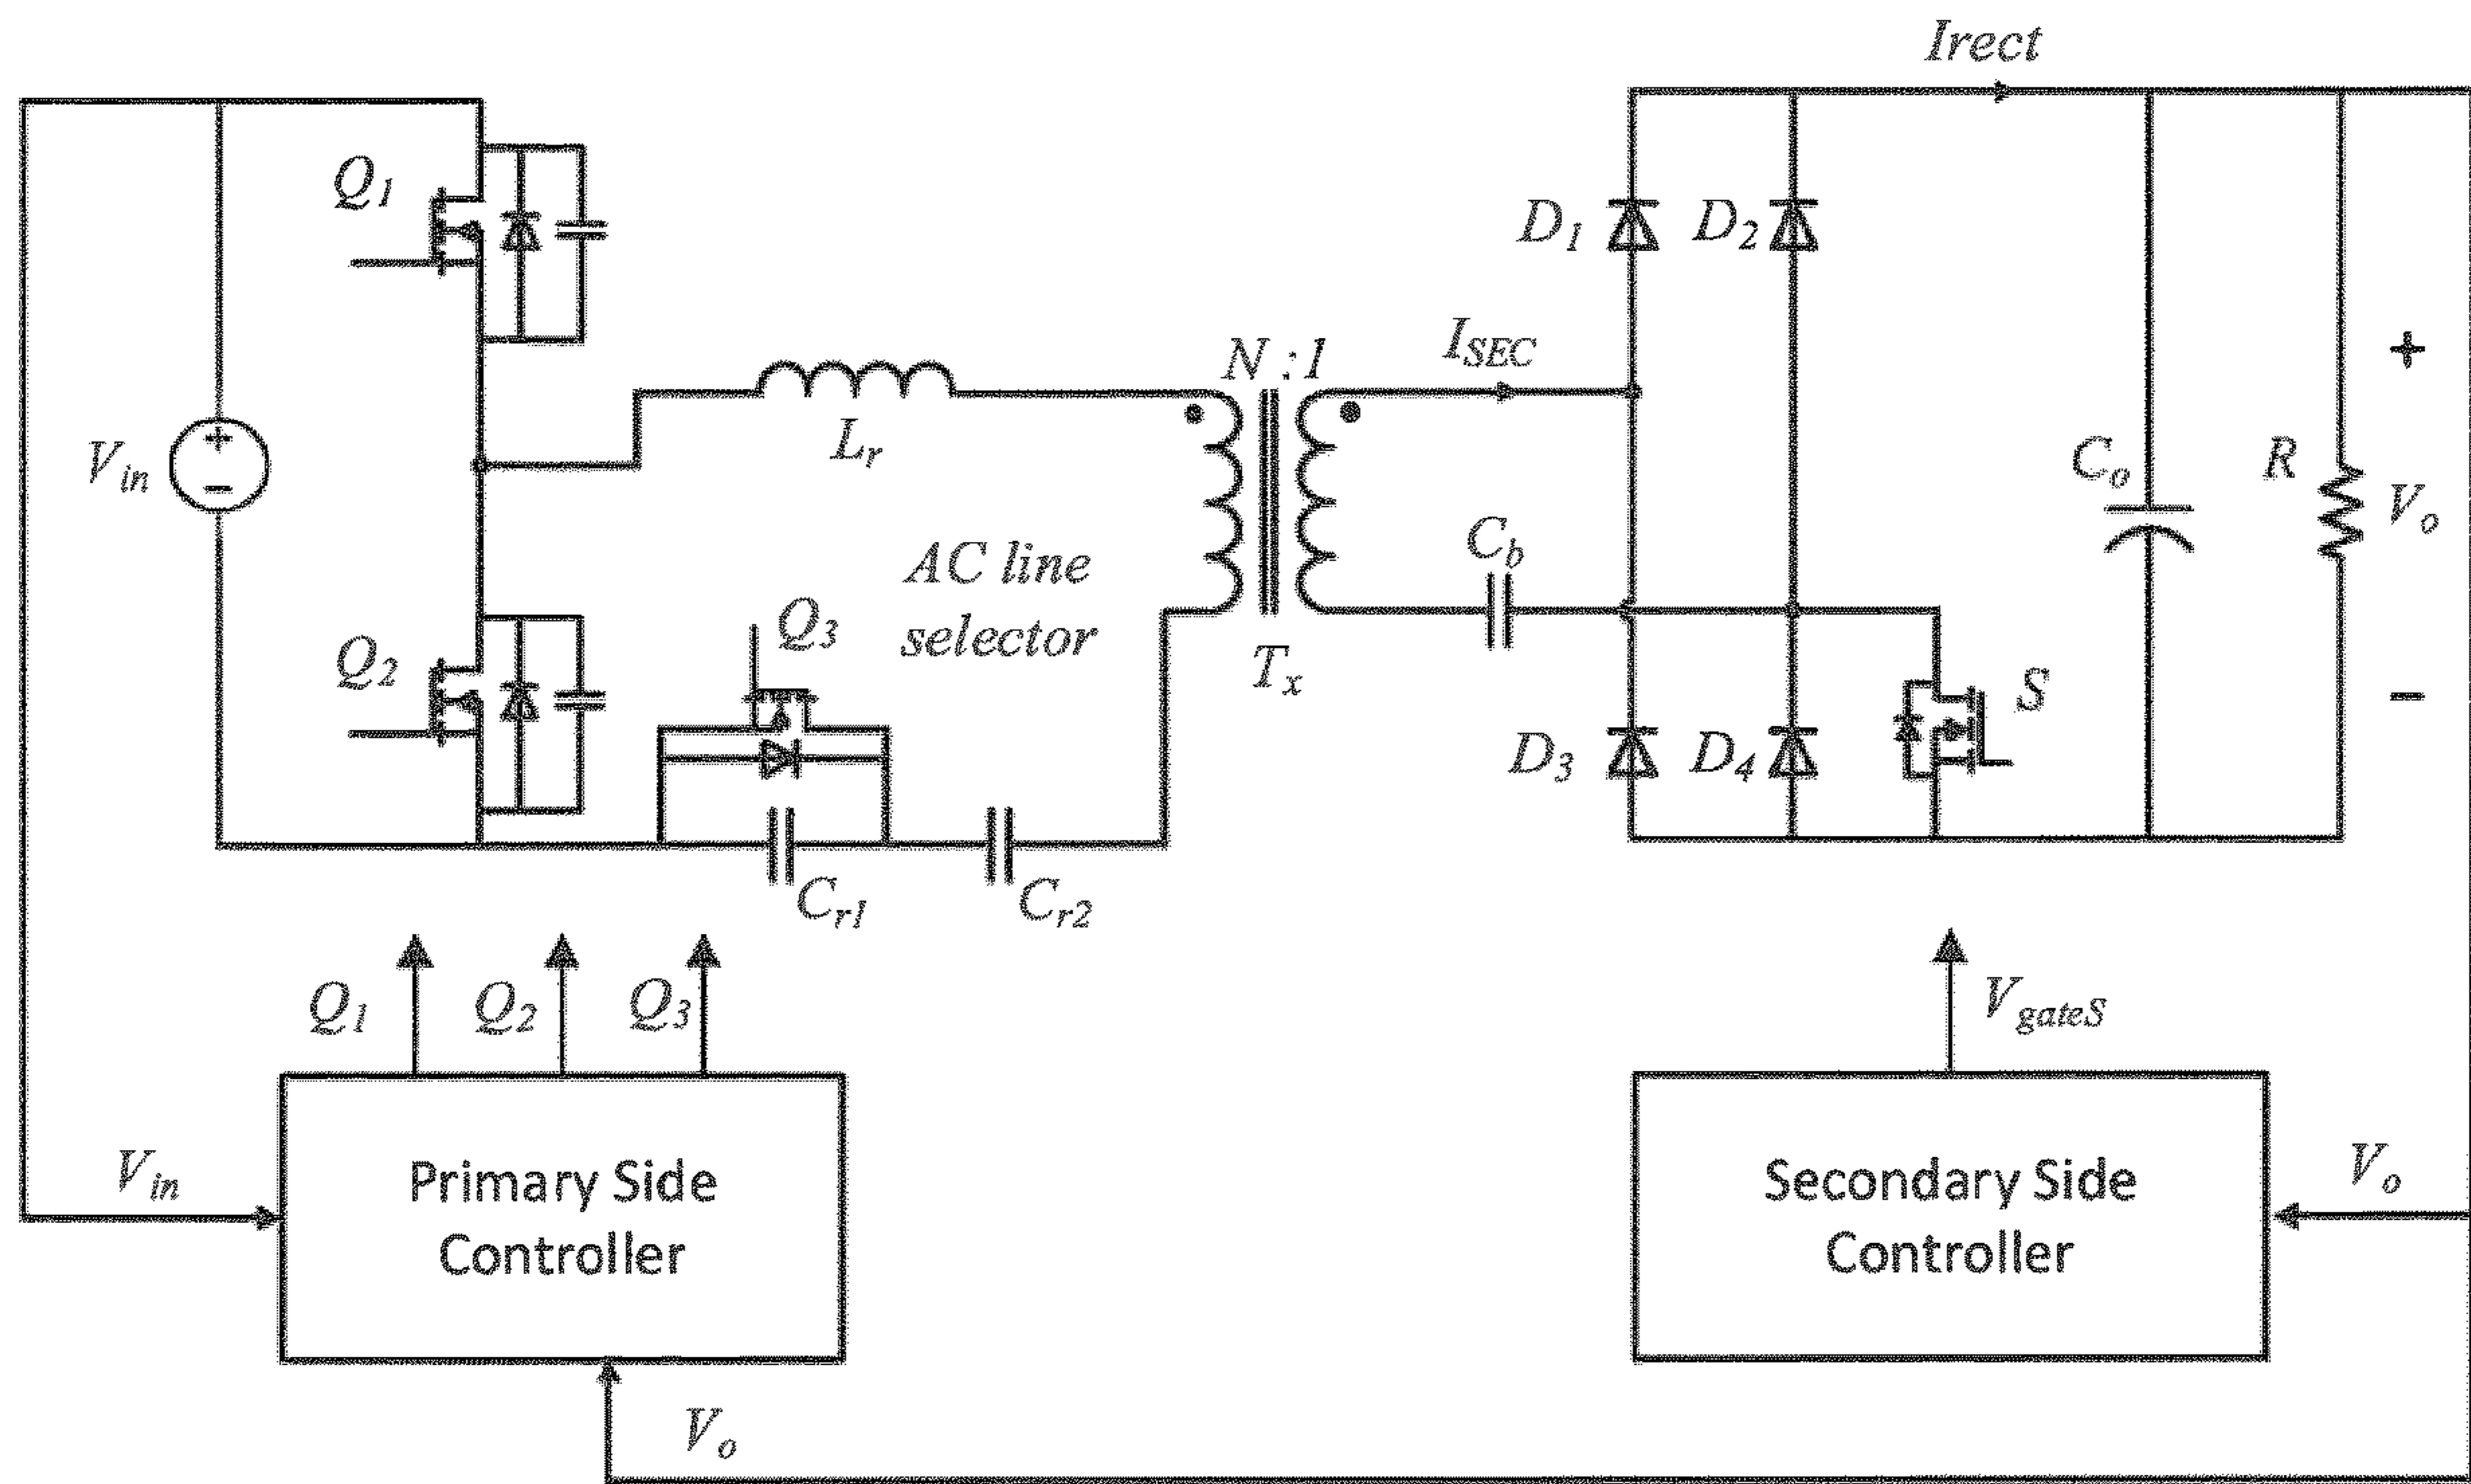 Irect
Q1
D1
D2
N : 1
ISEC
+
Vin
+
−
Lr
Co
R
Vo
AC line
selector
Q3
Cb
Q2
Tx
S
−
D3
D4
Cr1
Cr2
Q1
Q2
Q3
VgateS
Vin
Primary Side
Controller
Secondary Side
Controller
Vo
Vo